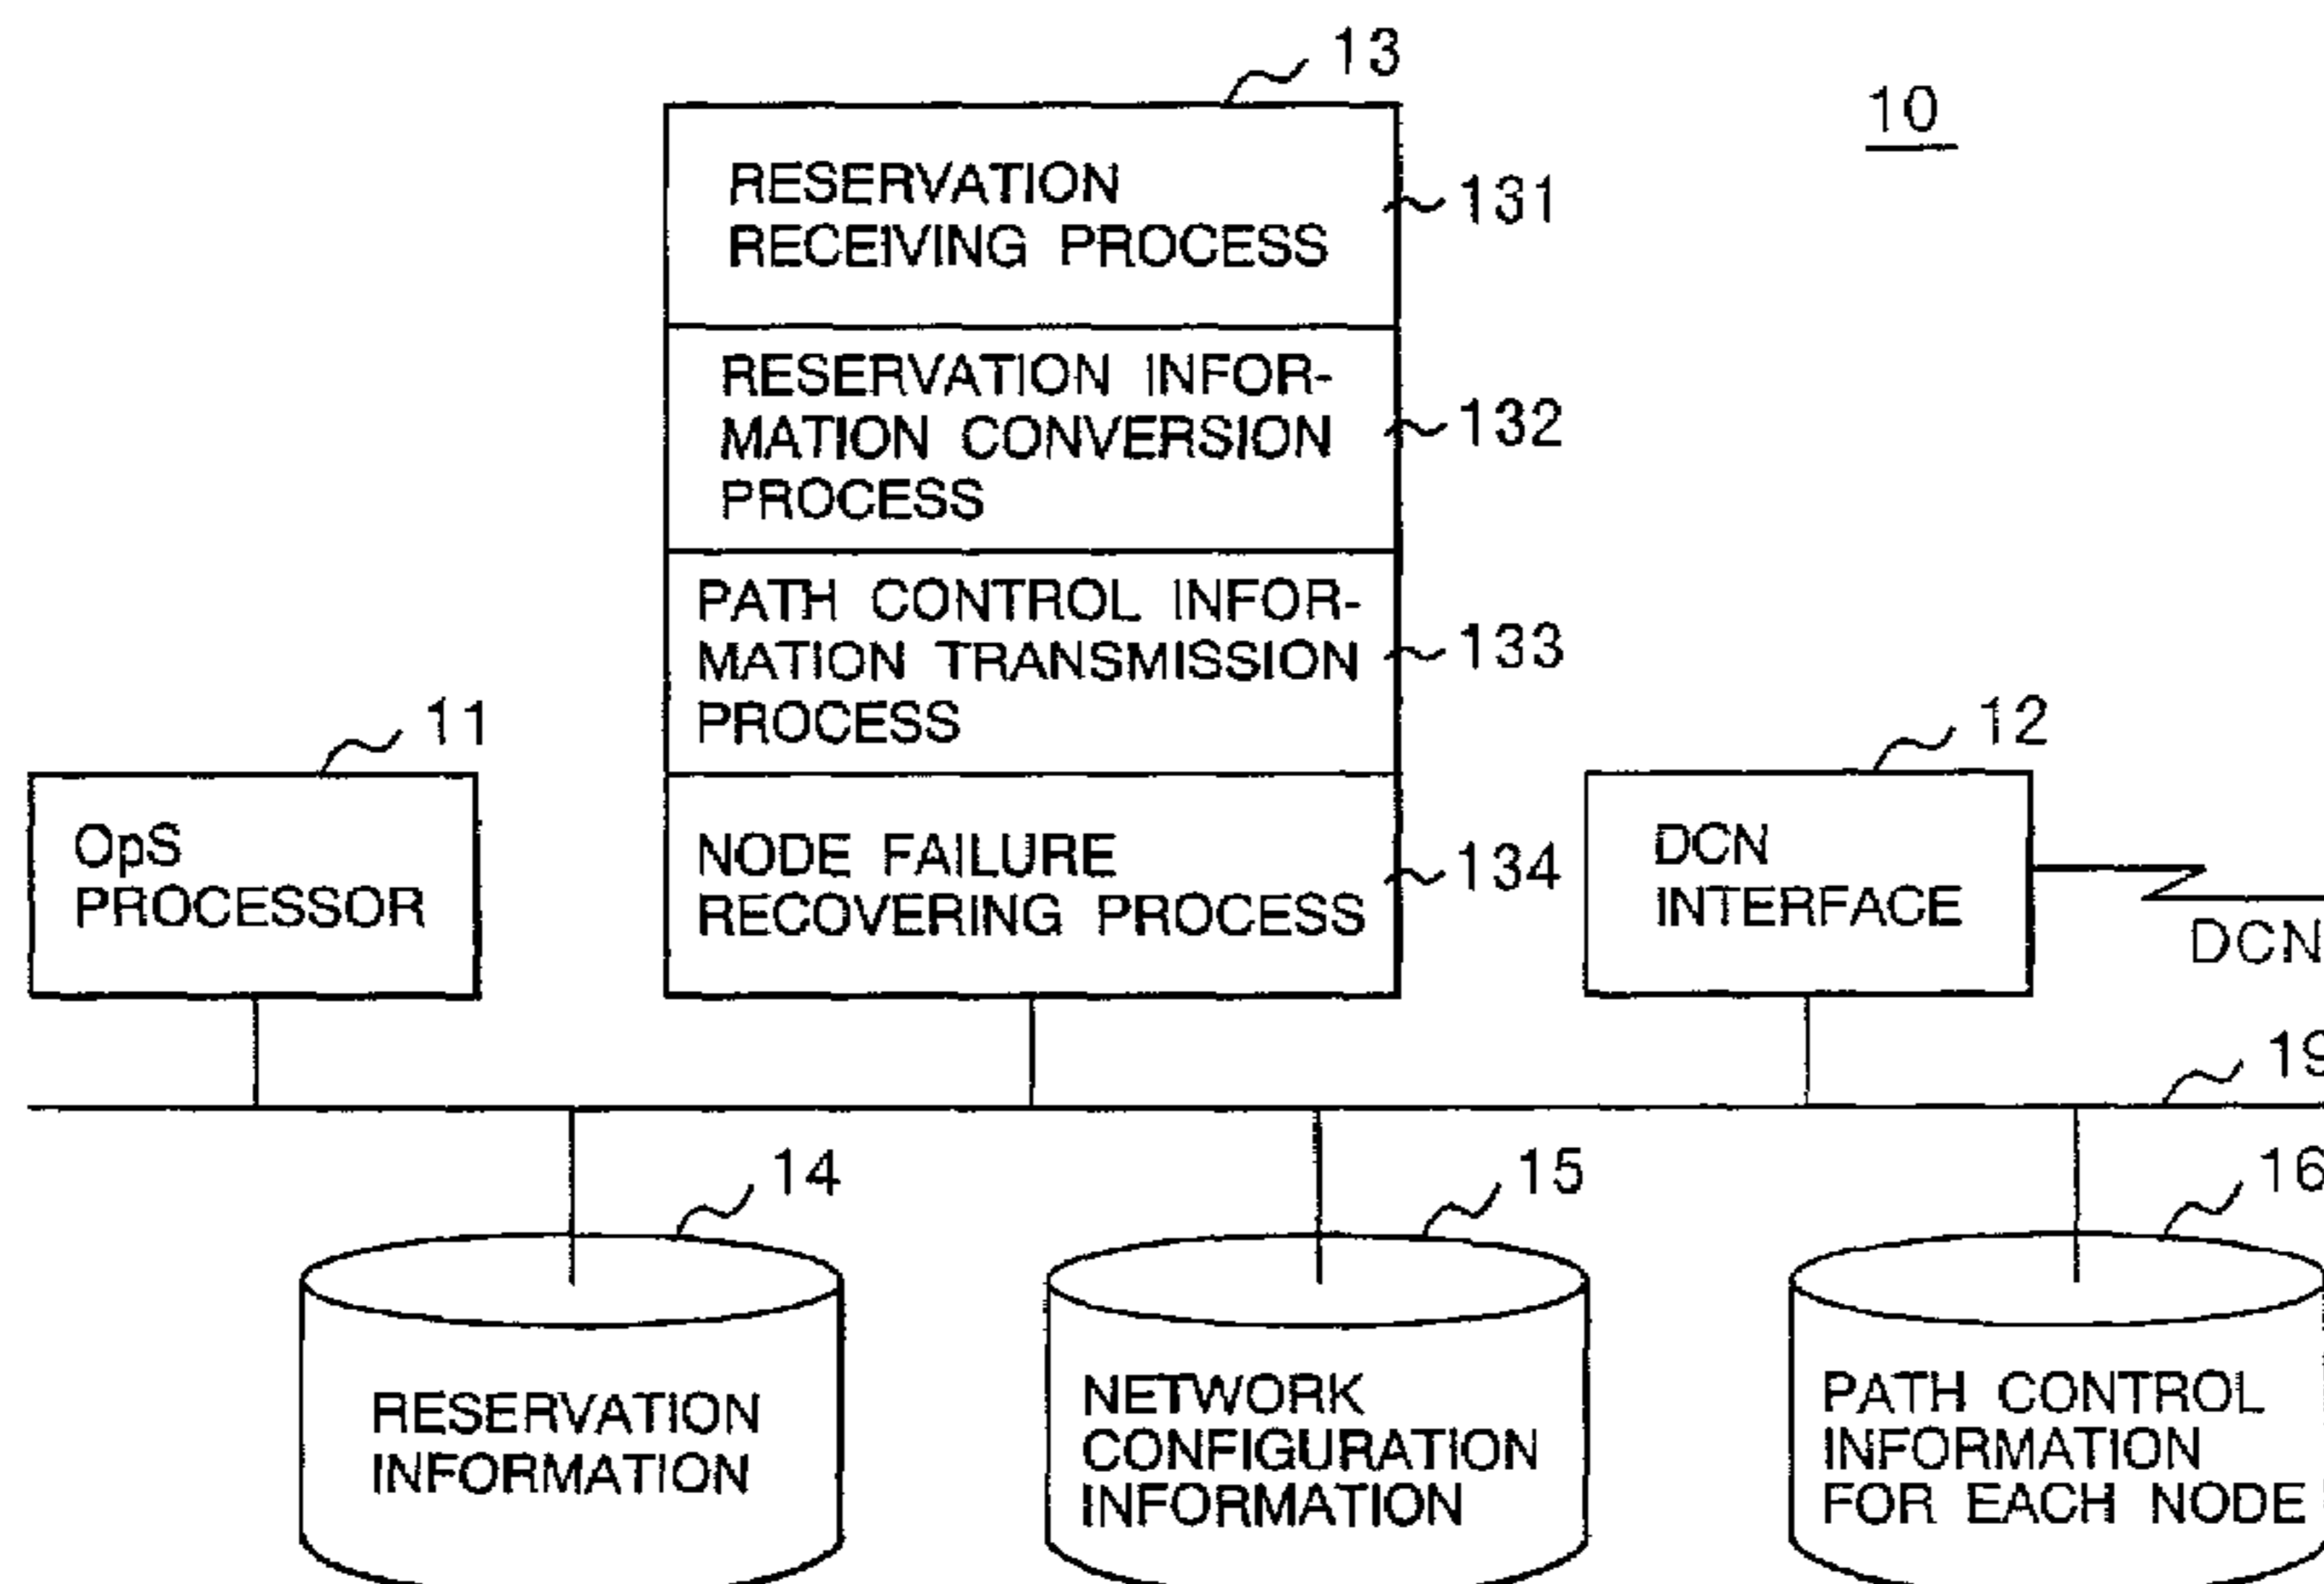 13
10
RESERVATION
RECEIVING PROCESS
131
RESERVATION INFOR-
MATION CONVERSION
PROCESS
132
PATH CONTROL INFOR-
MATION TRANSMISSION
PROCESS
133
11
OpS
PROCESSOR
NODE FAILURE
RECOVERING PROCESS
134
12
DCN
INTERFACE
DCN
19
14
RESERVATION
INFORMATION
15
NETWORK
CONFIGURATION
INFORMATION
16
PATH CONTROL
INFORMATION
FOR EACH NODE